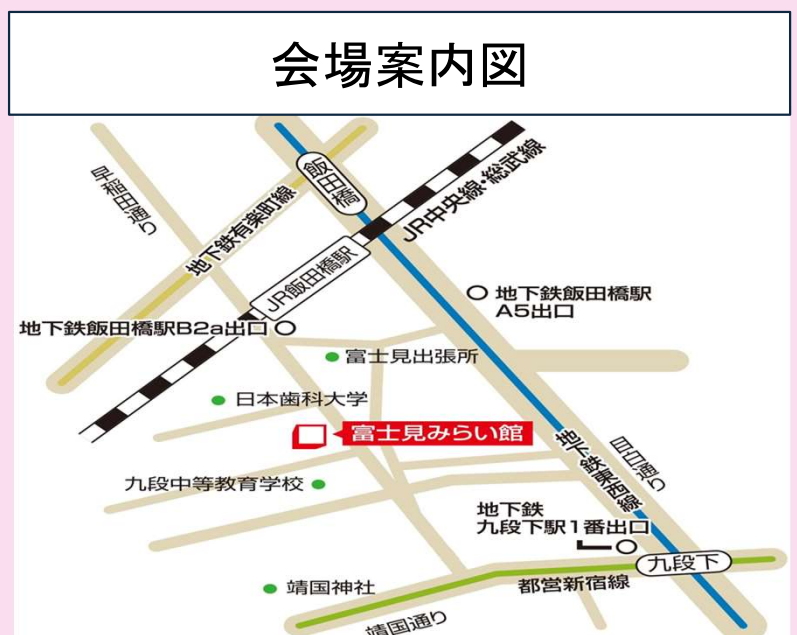 会場案内図
早稲田通り
飯田橋
JR中央線・総武線
地下鉄有楽町線
JR飯田橋駅
地下鉄飯田橋駅
A5出口
地下鉄飯田橋駅B2a出口
富士見出張所
日本歯科大学
富士見みらい館
地下鉄東西線
目白通り
九段中等教育学校
地下鉄
九段下駅1番出口
九段下
靖国神社
都営新宿線
靖国通り